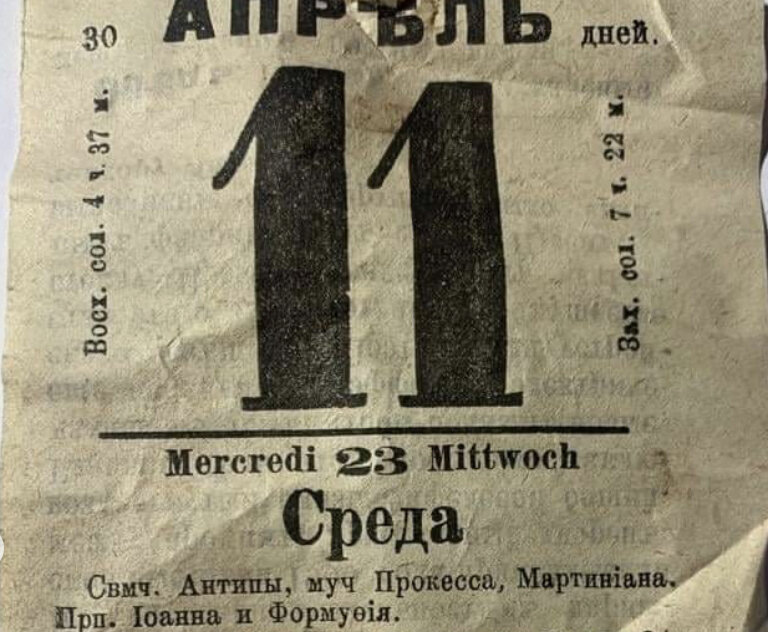 30 АПРѢЛЬ дней.
Восх. сол. 4 ч. 37 м.
11
Зах. сол. 7 ч. 22 м.
Mercredi 23 Mittwoch
Среда
Свмч. Антипы, муч Прокесса, Мартиніана.
Прп. Іоанна и Формуѳія.